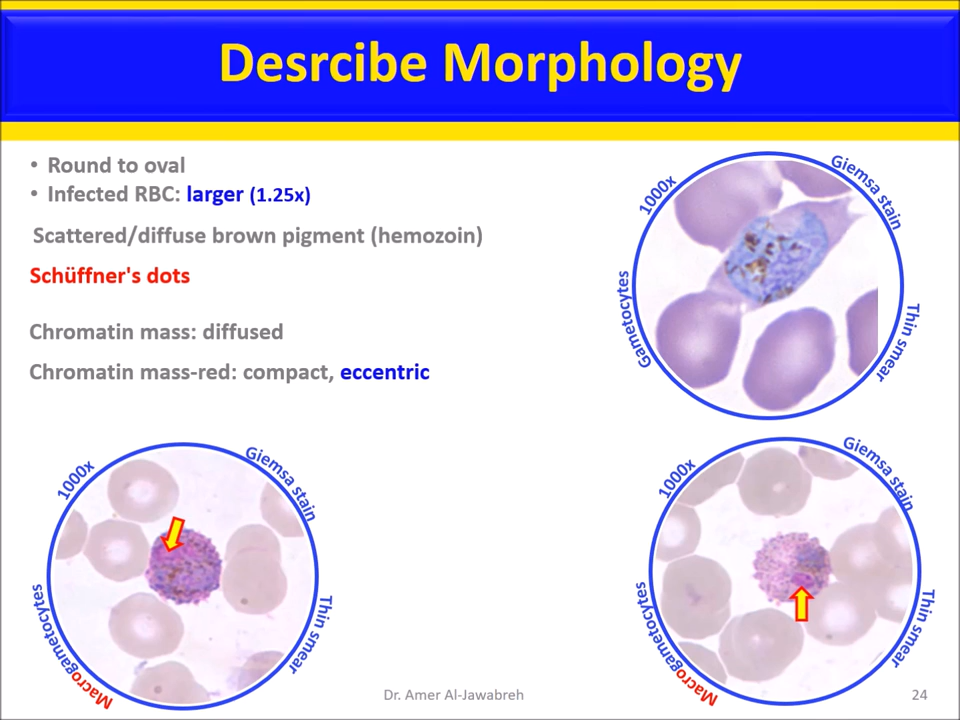 Desrcibe Morphology
• Round to oval
• Infected RBC: larger (1.25x)
Scattered/diffuse brown pigment (hemozoin)
Schüffner's dots
Chromatin mass: diffused
Chromatin mass-red: compact, eccentric
1000x
Giemsa stain
Gametocytes
Thin smear
1000x
Giemsa stain
Macrogametocytes
Thin smear
1000x
Giemsa stain
Macrogametocytes
Thin smear
Dr. Amer Al-Jawabreh
24